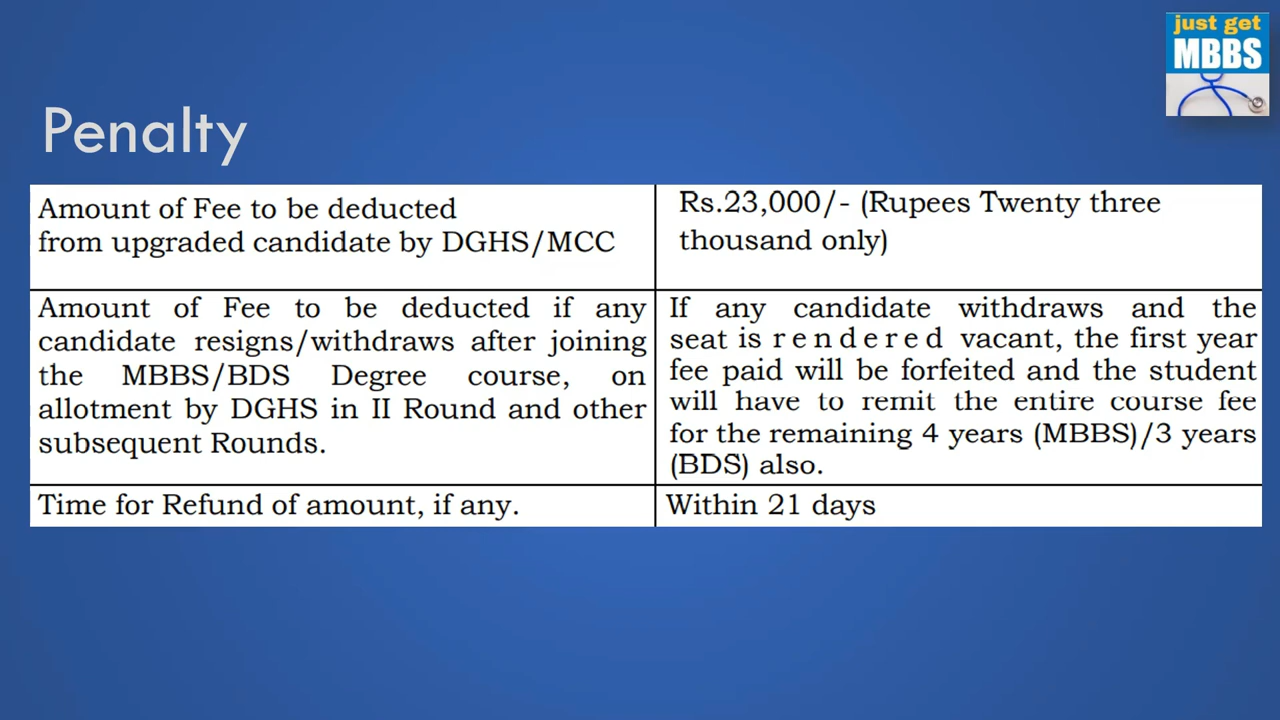 just get
MBBS
Penalty
Amount of Fee to be deducted
from upgraded candidate by DGHS/MCC
Rs.23,000/- (Rupees Twenty three
thousand only)
Amount of Fee to be deducted if any
candidate resigns/withdraws after joining
the MBBS/BDS Degree course, on
allotment by DGHS in II Round and other
subsequent Rounds.
If any candidate withdraws and the
seat is rendered vacant, the first year
fee paid will be forfeited and the student
will have to remit the entire course fee
for the remaining 4 years (MBBS)/3 years
(BDS) also.
Time for Refund of amount, if any.
Within 21 days